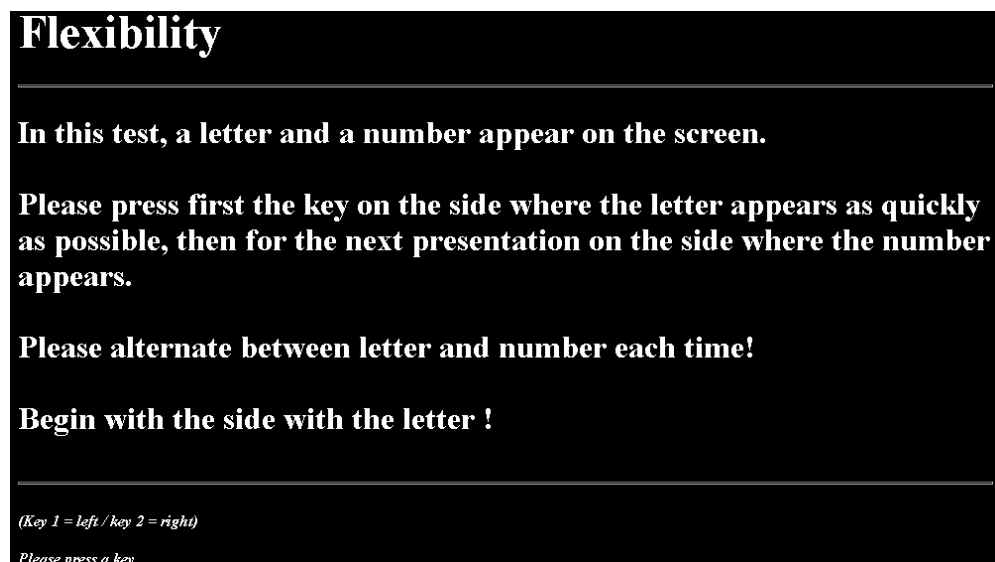 Flexibility
In this test, a letter and a number appear on the screen.
Please press first the key on the side where the letter appears as quickly
as possible, then for the next presentation on the side where the number
appears.
Please alternate between letter and number each time!
Begin with the side with the letter !
(Key 1 = left / key 2 = right)
Please press a key